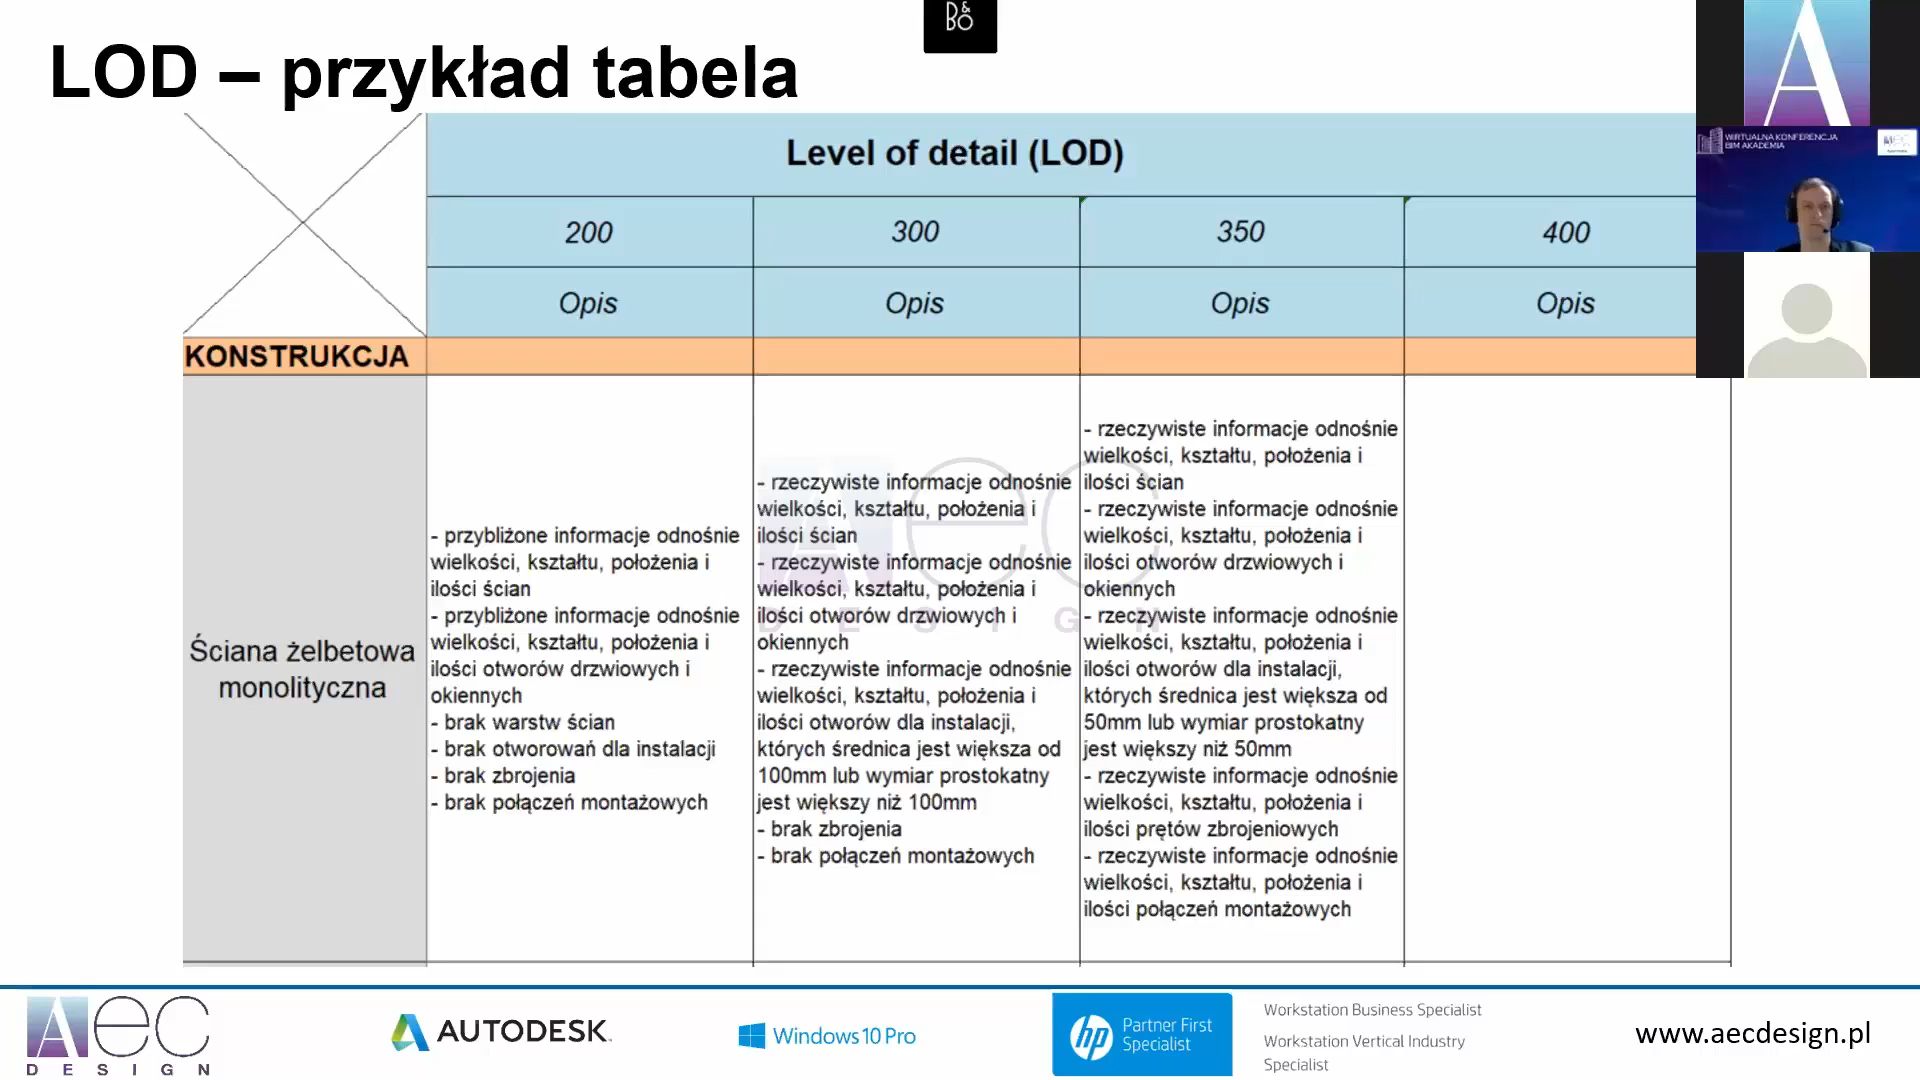 LOD – przykład tabela
B&O
Level of detail (LOD)
200
300
350
400
Opis
Opis
Opis
Opis
KONSTRUKCJA
Ściana żelbetowa
monolityczna
- przybliżone informacje odnośnie
wielkości, kształtu, położenia i
ilości ścian
- przybliżone informacje odnośnie
wielkości, kształtu, położenia i
ilości otworów drzwiowych i
okiennych
- brak warstw ścian
- brak otworowań dla instalacji
- brak zbrojenia
- brak połączeń montażowych
- rzeczywiste informacje odnośnie
wielkości, kształtu, położenia i
ilości ścian
- rzeczywiste informacje odnośnie
wielkości, kształtu, położenia i
ilości otworów drzwiowych i
okiennych
- rzeczywiste informacje odnośnie
wielkości, kształtu, położenia i
ilości otworów dla instalacji,
których średnica jest większa od
100mm lub wymiar prostokatny
jest większy niż 100mm
- brak zbrojenia
- brak połączeń montażowych
- rzeczywiste informacje odnośnie
wielkości, kształtu, położenia i
ilości ścian
- rzeczywiste informacje odnośnie
wielkości, kształtu, położenia i
ilości otworów drzwiowych i
okiennych
- rzeczywiste informacje odnośnie
wielkości, kształtu, położenia i
ilości otworów dla instalacji,
których średnica jest większa od
50mm lub wymiar prostokatny
jest większy niż 50mm
- rzeczywiste informacje odnośnie
wielkości, kształtu, położenia i
ilości prętów zbrojeniowych
- rzeczywiste informacje odnośnie
wielkości, kształtu, położenia i
ilości połączeń montażowych
AEC
DESIGN
A
WIRTUALNA KONFERENCJA
BIM AKADEMIA
AEC
AEC
DESIGN
AUTODESK.
Windows 10 Pro
hp
Partner First
Specialist
Workstation Business Specialist
Workstation Vertical Industry
Specialist
www.aecdesign.pl